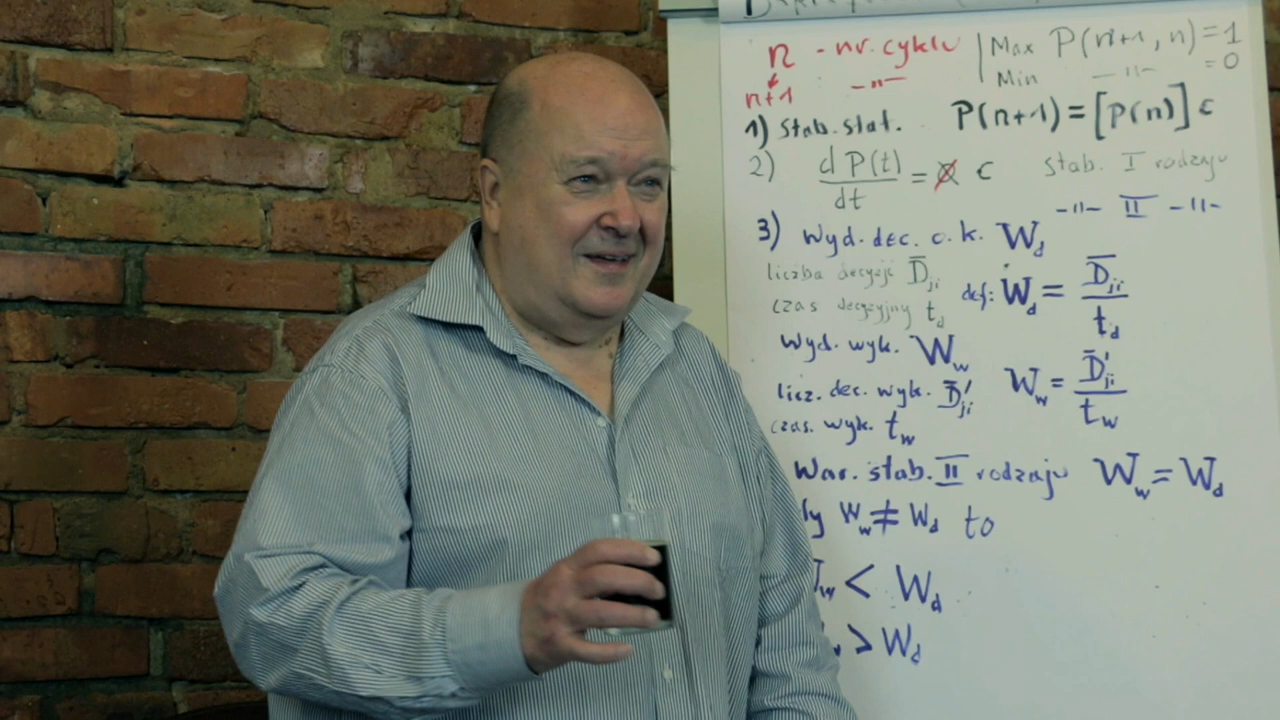 n - nr. cyklu | Max P(n+1, n) = 1
n+1 -"- Min -"- = 0
1) Stab. stat. P(n+1) = [P(n)] c
2) dP(t)/dt = c stab. I rodzaju
-"- II -"-
3) Wyd. dec. o. k. W_d
liczba decyzji D̄_ji def: W_d = D̄_ji / t_d
czas decyzyjny t_d
Wyd. wyk. W_w
licz. dec. wyk. D̄'_ji W_w = D̄'_ji / t_w
czas. wyk. t_w
War. stab. II rodzaju W_w = W_d
W_w ≠ W_d to
< W_d
> W_d